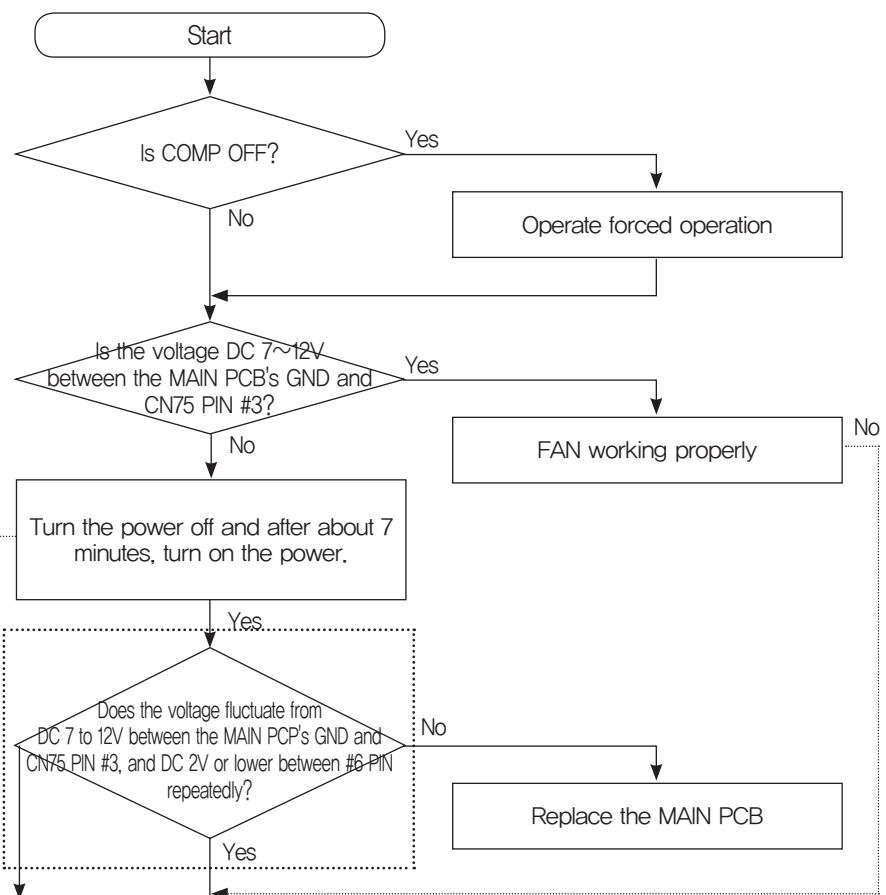 Start
Is COMP OFF?
Yes
No
Operate forced operation
Is the voltage DC 7~12V
between the MAIN PCB's GND and
CN75 PIN #3?
Yes
No
FAN working properly
No
Turn the power off and after about 7
minutes, turn on the power.
Yes
Does the voltage fluctuate from
DC 7 to 12V between the MAIN PCP's GND and
CN75 PIN #3, and DC 2V or lower between #6 PIN
repeatedly?
No
Replace the MAIN PCB
Yes